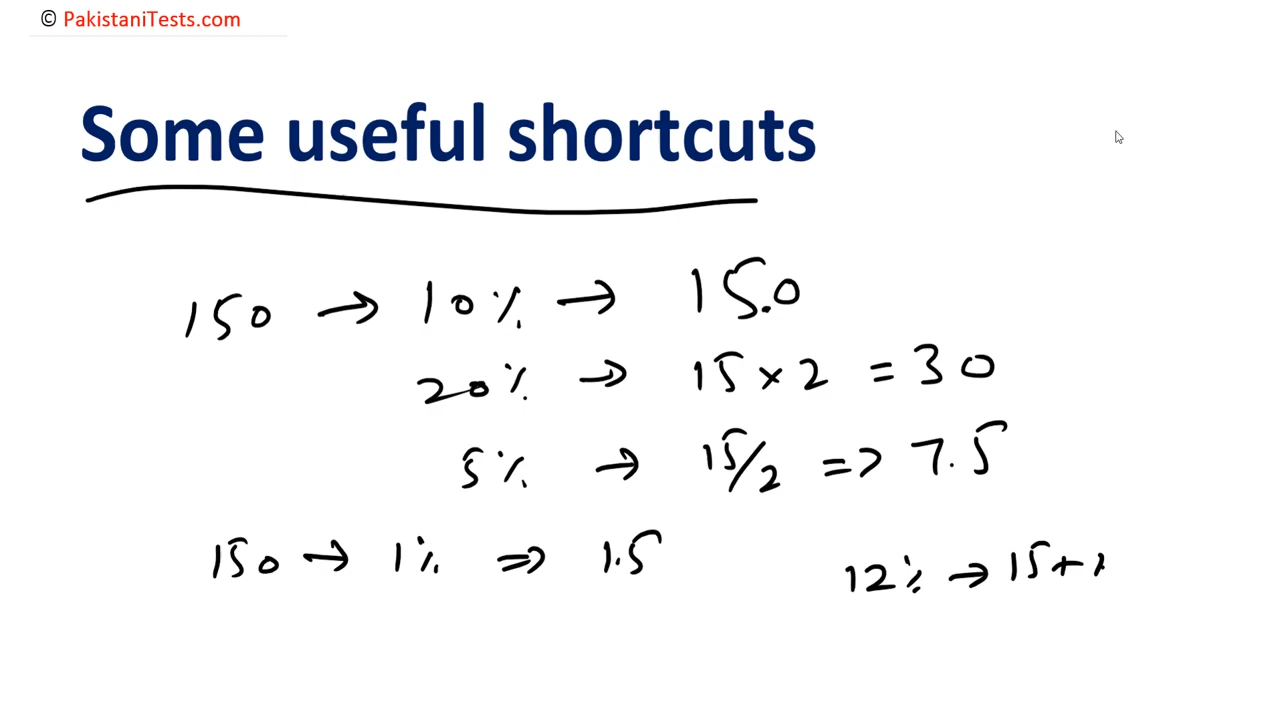 © PakistaniTests.com
Some useful shortcuts
150 → 10% → 15.0
20% → 15 × 2 = 30
5% → 15/2 => 7.5
150 → 1% => 1.5
12% → 15+